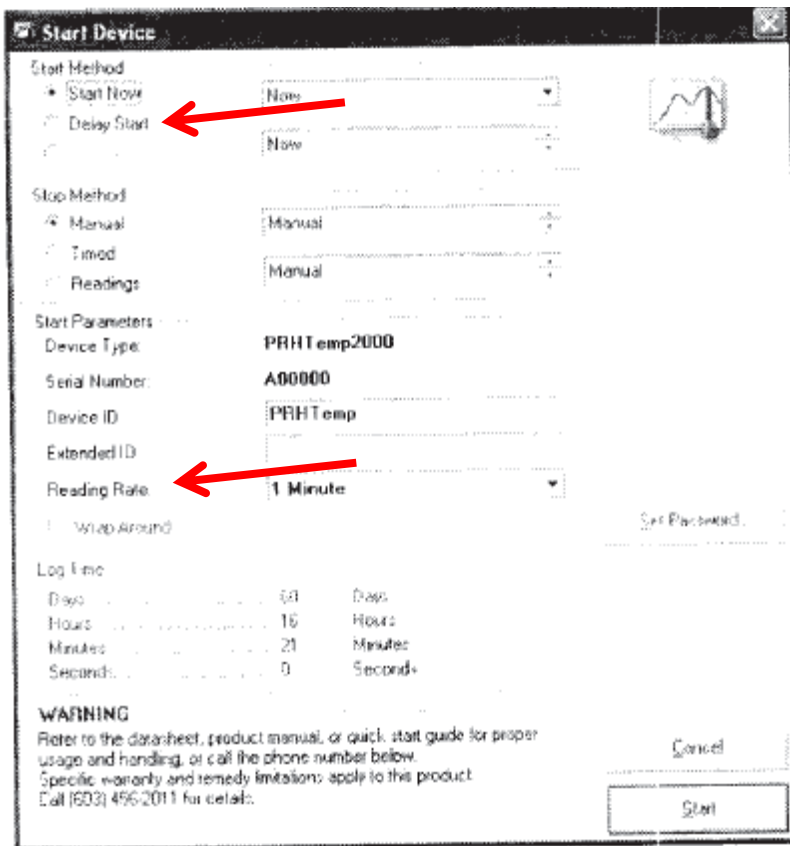 Start Device
Start Method
Start Now
Now
Delay Start
Now
Stop Method
Manual
Manual
Timed
Manual
Readings
Start Parameters
Device Type:
PRHTemp2000
Serial Number:
A00000
Device ID
PRHTemp
Extended ID
Reading Rate
1 Minute
Wrap Around
Set Password...
Log Time
Days
Days
Hours
16
Hours
Minutes
21
Minutes
Seconds
0
Seconds
WARNING
Refer to the datasheet, product manual, or quick start guide for proper
usage and handling, or call the phone number below.
Specific warranty and remedy limitations apply to this product
Call (603) 456-2011 for details.
Cancel
Start